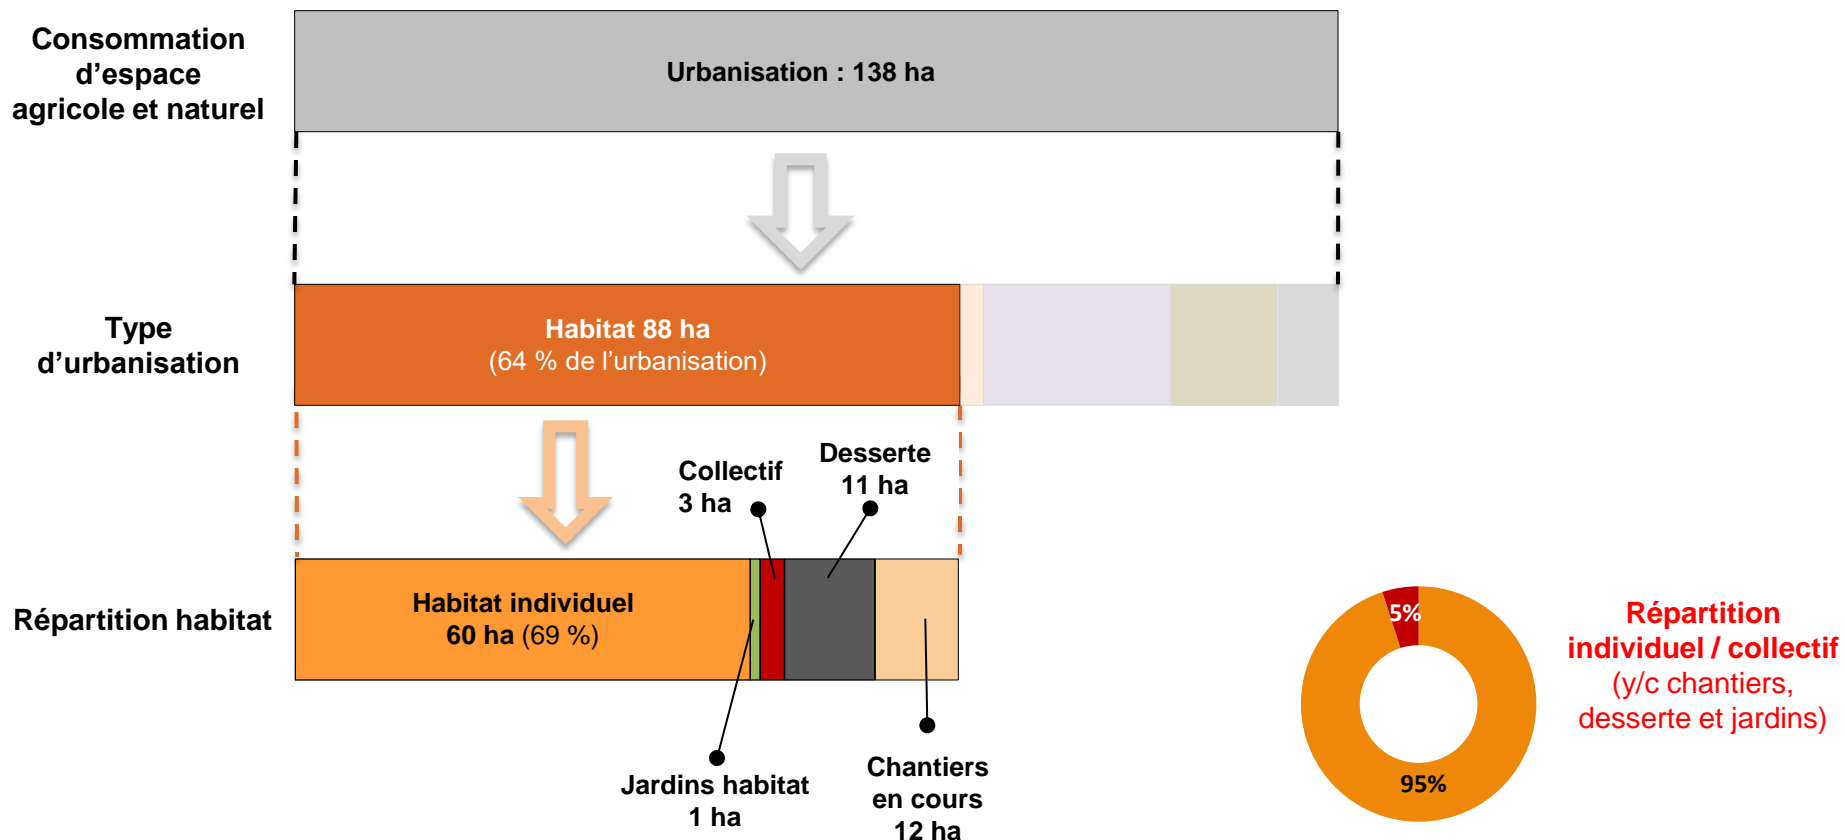 Consommation
d’espace
agricole et naturel
Urbanisation : 138 ha
Type
d’urbanisation
Habitat 88 ha
(64 % de l’urbanisation)
Collectif
3 ha
Desserte
11 ha
Répartition habitat
Habitat individuel
60 ha (69 %)
Jardins habitat
1 ha
Chantiers
en cours
12 ha
5%
95%
Répartition
individuel / collectif
(y/c chantiers,
desserte et jardins)